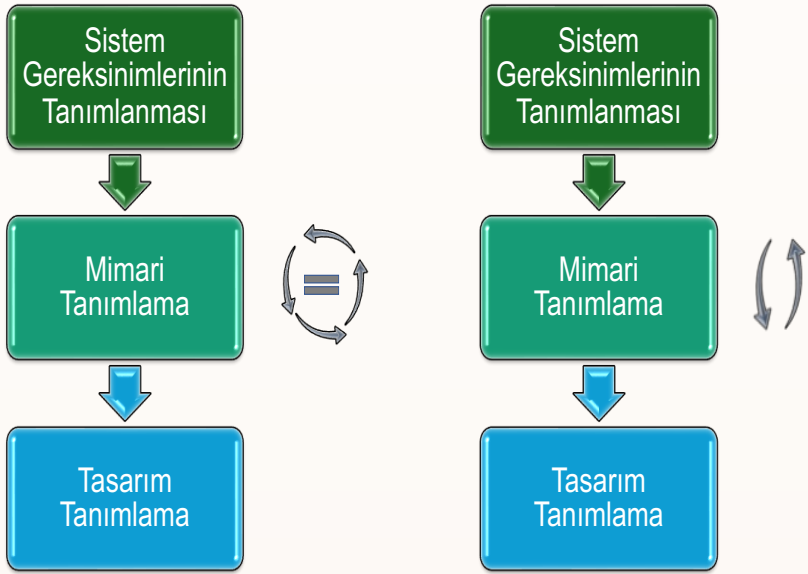 Sistem
Gereksinimlerinin
Tanımlanması
Mimari
Tanımlama
Tasarım
Tanımlama
Sistem
Gereksinimlerinin
Tanımlanması
Mimari
Tanımlama
Tasarım
Tanımlama